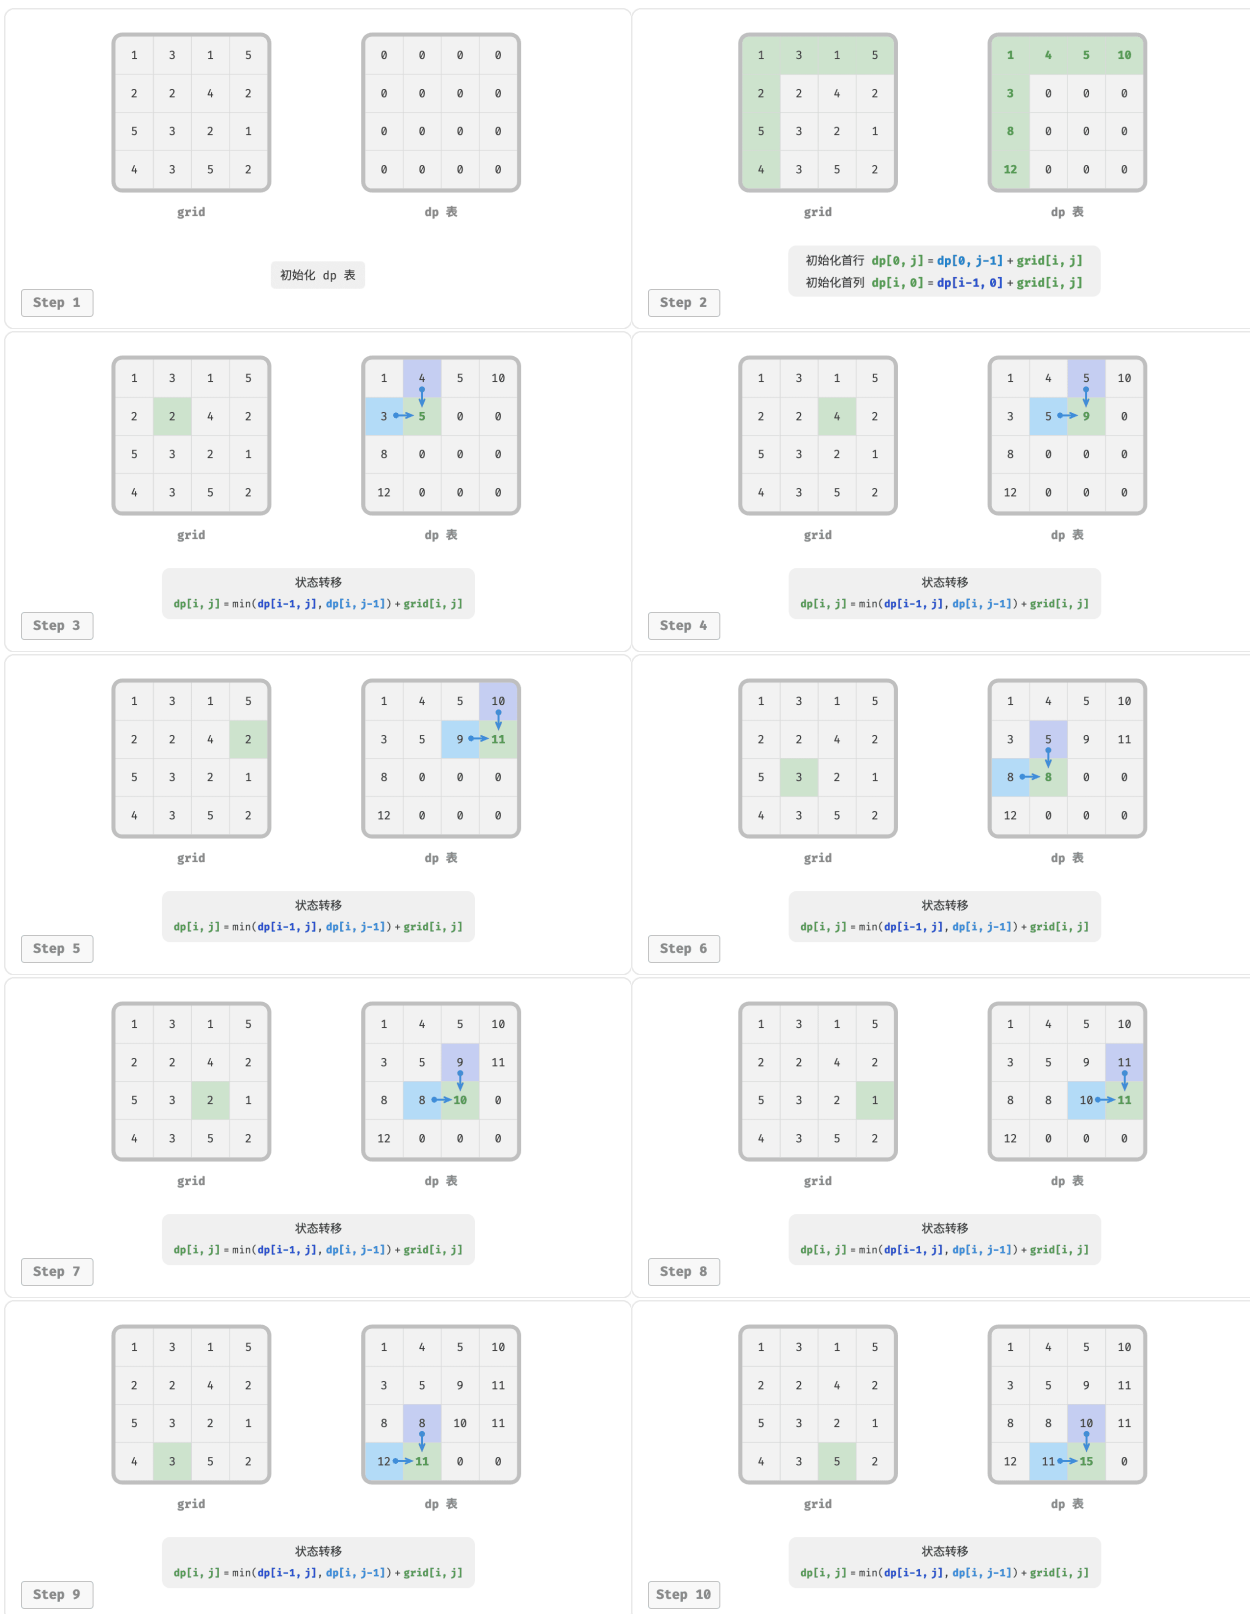 1 3 1 5 0 0 0 0
2 2 4 2 0 0 0 0
5 3 2 1 0 0 0 0
4 3 5 2 0 0 0 0
grid dp 表
初始化 dp 表
Step 1
1 3 1 5 1 4 5 10
2 2 4 2 3 0 0 0
5 3 2 1 8 0 0 0
4 3 5 2 12 0 0 0
grid dp 表
初始化首行 dp[0, j] = dp[0, j-1] + grid[i, j]
初始化首列 dp[i, 0] = dp[i-1, 0] + grid[i, j]
Step 2
1 3 1 5 1 4 5 10
2 2 4 2 3 5 0 0
5 3 2 1 8 0 0 0
4 3 5 2 12 0 0 0
grid dp 表
状态转移
dp[i, j] = min(dp[i-1, j], dp[i, j-1]) + grid[i, j]
Step 3
1 3 1 5 1 4 5 10
2 2 4 2 3 5 9 0
5 3 2 1 8 0 0 0
4 3 5 2 12 0 0 0
grid dp 表
状态转移
dp[i, j] = min(dp[i-1, j], dp[i, j-1]) + grid[i, j]
Step 4
1 3 1 5 1 4 5 10
2 2 4 2 3 5 9 11
5 3 2 1 8 0 0 0
4 3 5 2 12 0 0 0
grid dp 表
状态转移
dp[i, j] = min(dp[i-1, j], dp[i, j-1]) + grid[i, j]
Step 5
1 3 1 5 1 4 5 10
2 2 4 2 3 5 9 11
5 3 2 1 8 8 0 0
4 3 5 2 12 0 0 0
grid dp 表
状态转移
dp[i, j] = min(dp[i-1, j], dp[i, j-1]) + grid[i, j]
Step 6
1 3 1 5 1 4 5 10
2 2 4 2 3 5 9 11
5 3 2 1 8 8 10 0
4 3 5 2 12 0 0 0
grid dp 表
状态转移
dp[i, j] = min(dp[i-1, j], dp[i, j-1]) + grid[i, j]
Step 7
1 3 1 5 1 4 5 10
2 2 4 2 3 5 9 11
5 3 2 1 8 8 10 11
4 3 5 2 12 0 0 0
grid dp 表
状态转移
dp[i, j] = min(dp[i-1, j], dp[i, j-1]) + grid[i, j]
Step 8
1 3 1 5 1 4 5 10
2 2 4 2 3 5 9 11
5 3 2 1 8 8 10 11
4 3 5 2 12 11 0 0
grid dp 表
状态转移
dp[i, j] = min(dp[i-1, j], dp[i, j-1]) + grid[i, j]
Step 9
1 3 1 5 1 4 5 10
2 2 4 2 3 5 9 11
5 3 2 1 8 8 10 11
4 3 5 2 12 11 15 0
grid dp 表
状态转移
dp[i, j] = min(dp[i-1, j], dp[i, j-1]) + grid[i, j]
Step 10